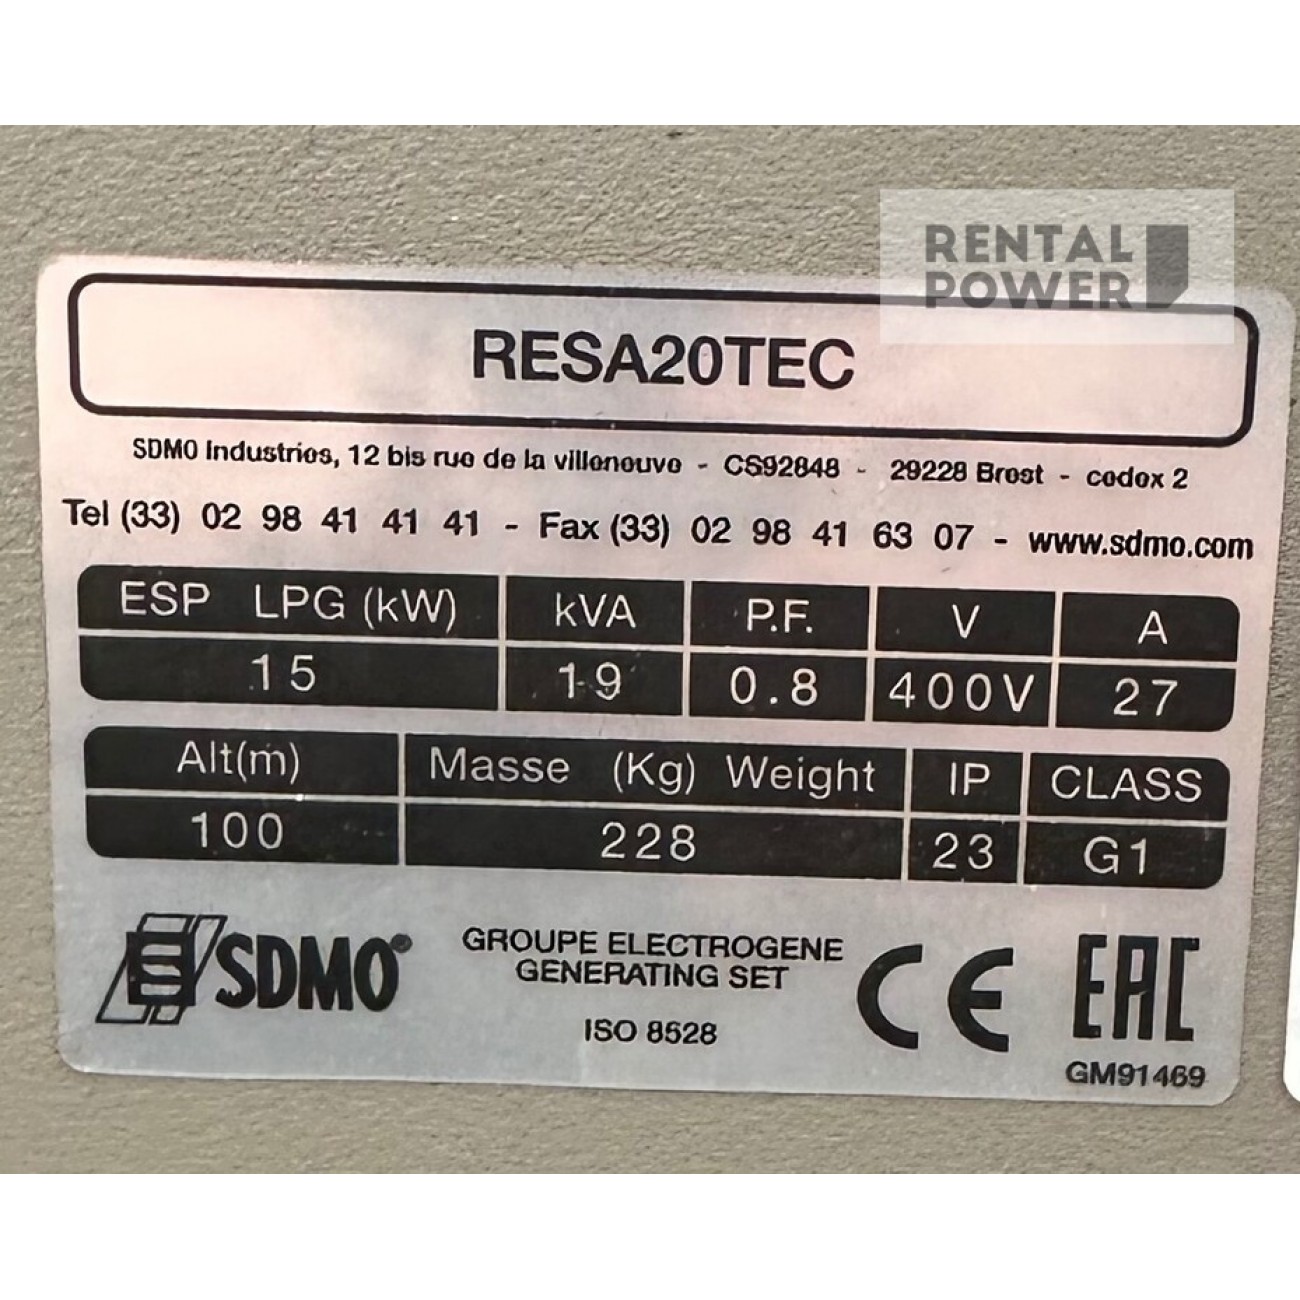 RENTAL
POWER
RESA20TEC
SDMO Industries, 12 bis rue de la villeneuve - CS92848 - 29228 Brest - cedex 2
Tel (33) 02 98 41 41 41 - Fax (33) 02 98 41 63 07 - www.sdmo.com
ESP LPG (kW) kVA P.F. V A
15 19 0.8 400V 27
Alt(m) Masse (Kg) Weight IP CLASS
100 228 23 G1
SDMO® GROUPE ELECTROGENE CE EAC
GENERATING SET
ISO 8528
GM91469